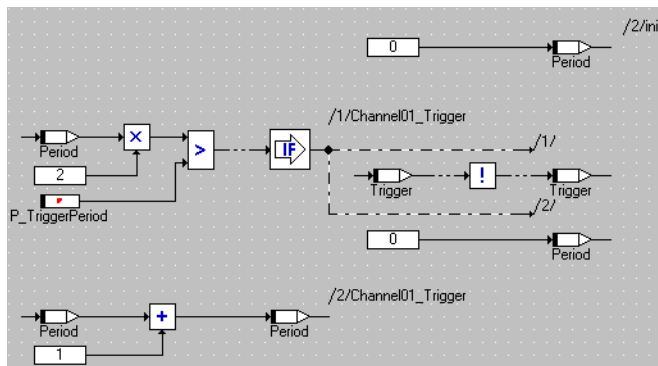 /2/ini
0
Period
/1/Channel01_Trigger
Period
×
>
IF
/1/
2
Trigger
!
Trigger
P_TriggerPeriod
/2/
0
Period
/2/Channel01_Trigger
Period
+
Period
1